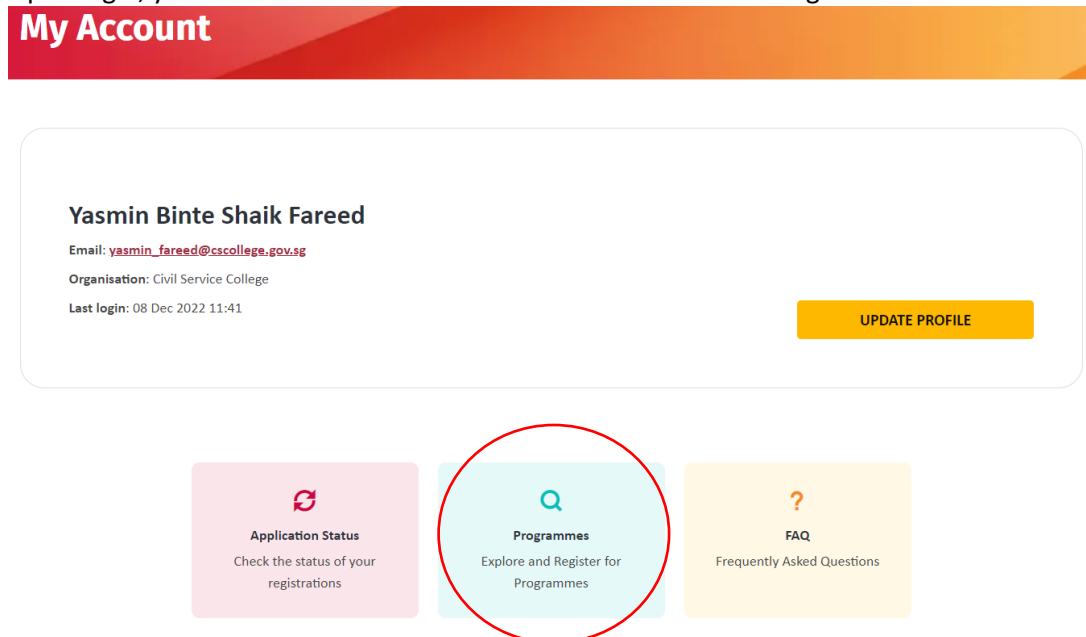 My Account
Yasmin Binte Shaik Fareed
Email: yasmin_fareed@cscollege.gov.sg
Organisation: Civil Service College
Last login: 08 Dec 2022 11:41
UPDATE PROFILE
Application Status
Check the status of your
registrations
Programmes
Explore and Register for
Programmes
?
FAQ
Frequently Asked Questions